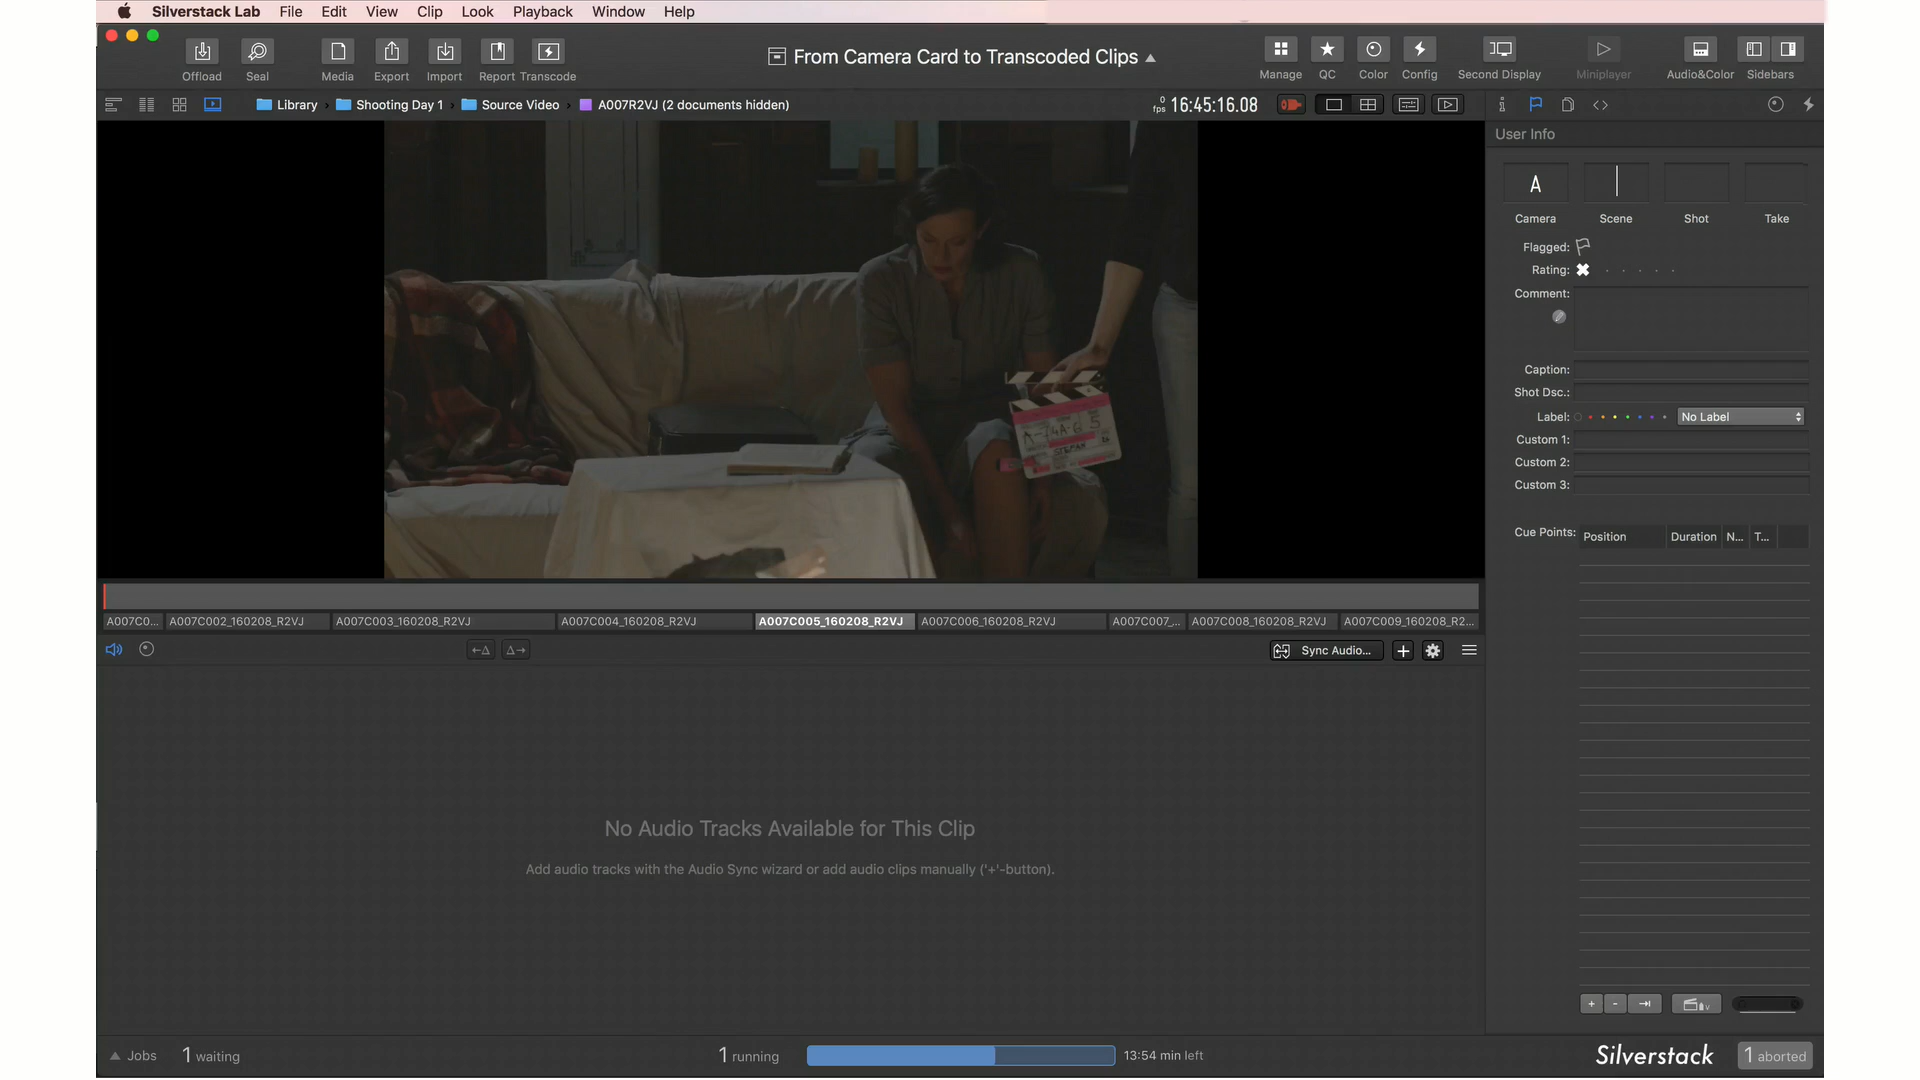 Silverstack Lab File Edit View Clip Look Playback Window Help
Offload Seal Media Export Import Report Transcode
From Camera Card to Transcoded Clips
Manage QC Color Config Second Display Miniplayer Audio&Color Sidebars
Library Shooting Day 1 Source Video A007R2VJ (2 documents hidden)
0 fps 16:45:16.08
User Info
A
Camera Scene Shot Take
Flagged:
Rating:
Comment:
Caption:
Shot Dsc.:
Label: No Label
Custom 1:
Custom 2:
Custom 3:
Cue Points: Position Duration N... T...
A-74A-6 5
STEFAN
A007C0... A007C002_160208_R2VJ A007C003_160208_R2VJ A007C004_160208_R2VJ A007C005_160208_R2VJ A007C006_160208_R2VJ A007C007_... A007C008_160208_R2VJ A007C009_160208_R2...
Sync Audio...
No Audio Tracks Available for This Clip
Add audio tracks with the Audio Sync wizard or add audio clips manually ('+'-button).
Jobs 1 waiting 1 running 13:54 min left Silverstack 1 aborted